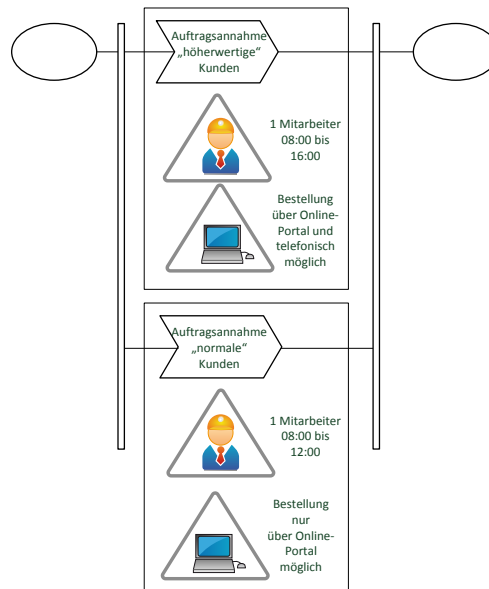 Auftragsannahme
„höherwertige“
Kunden
1 Mitarbeiter
08:00 bis
16:00
Bestellung
über Online-
Portal und
telefonisch
möglich
Auftragsannahme
„normale“
Kunden
1 Mitarbeiter
08:00 bis
12:00
Bestellung
nur
über Online-
Portal
möglich